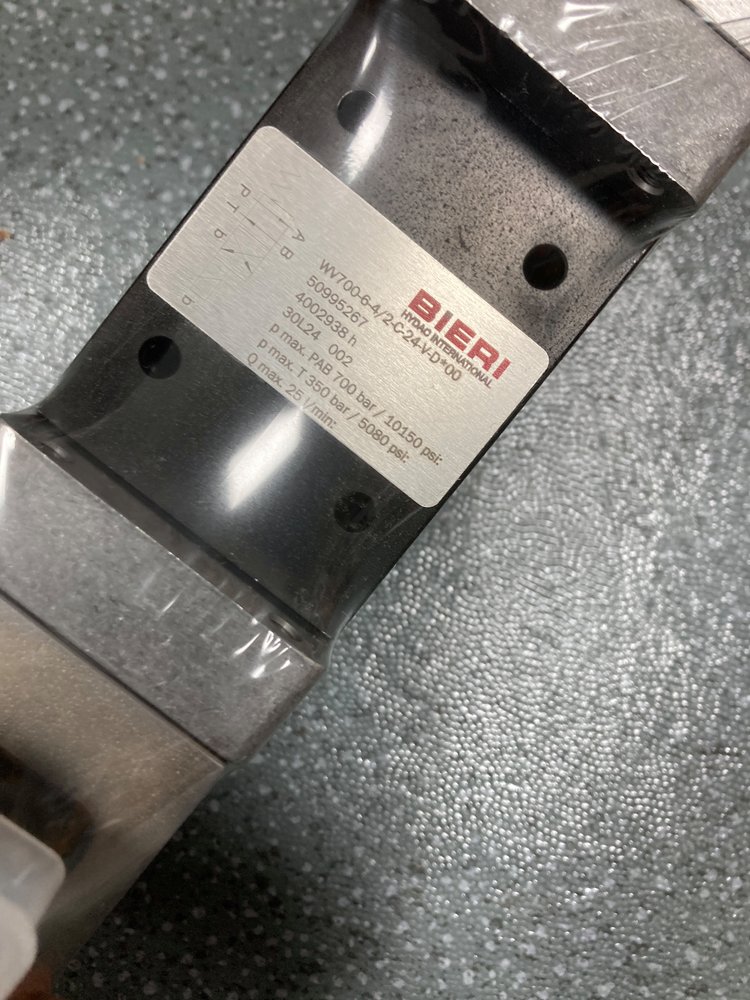 BIERI
HYDAC INTERNATIONAL
WV700-6-4/2-C-24-V-D*00
50995267
4002938 h
30L24 002
p max. PAB 700 bar / 10150 psi:
p max. T 350 bar / 5080 psi:
Q max. 25 l/min:
A B
P T